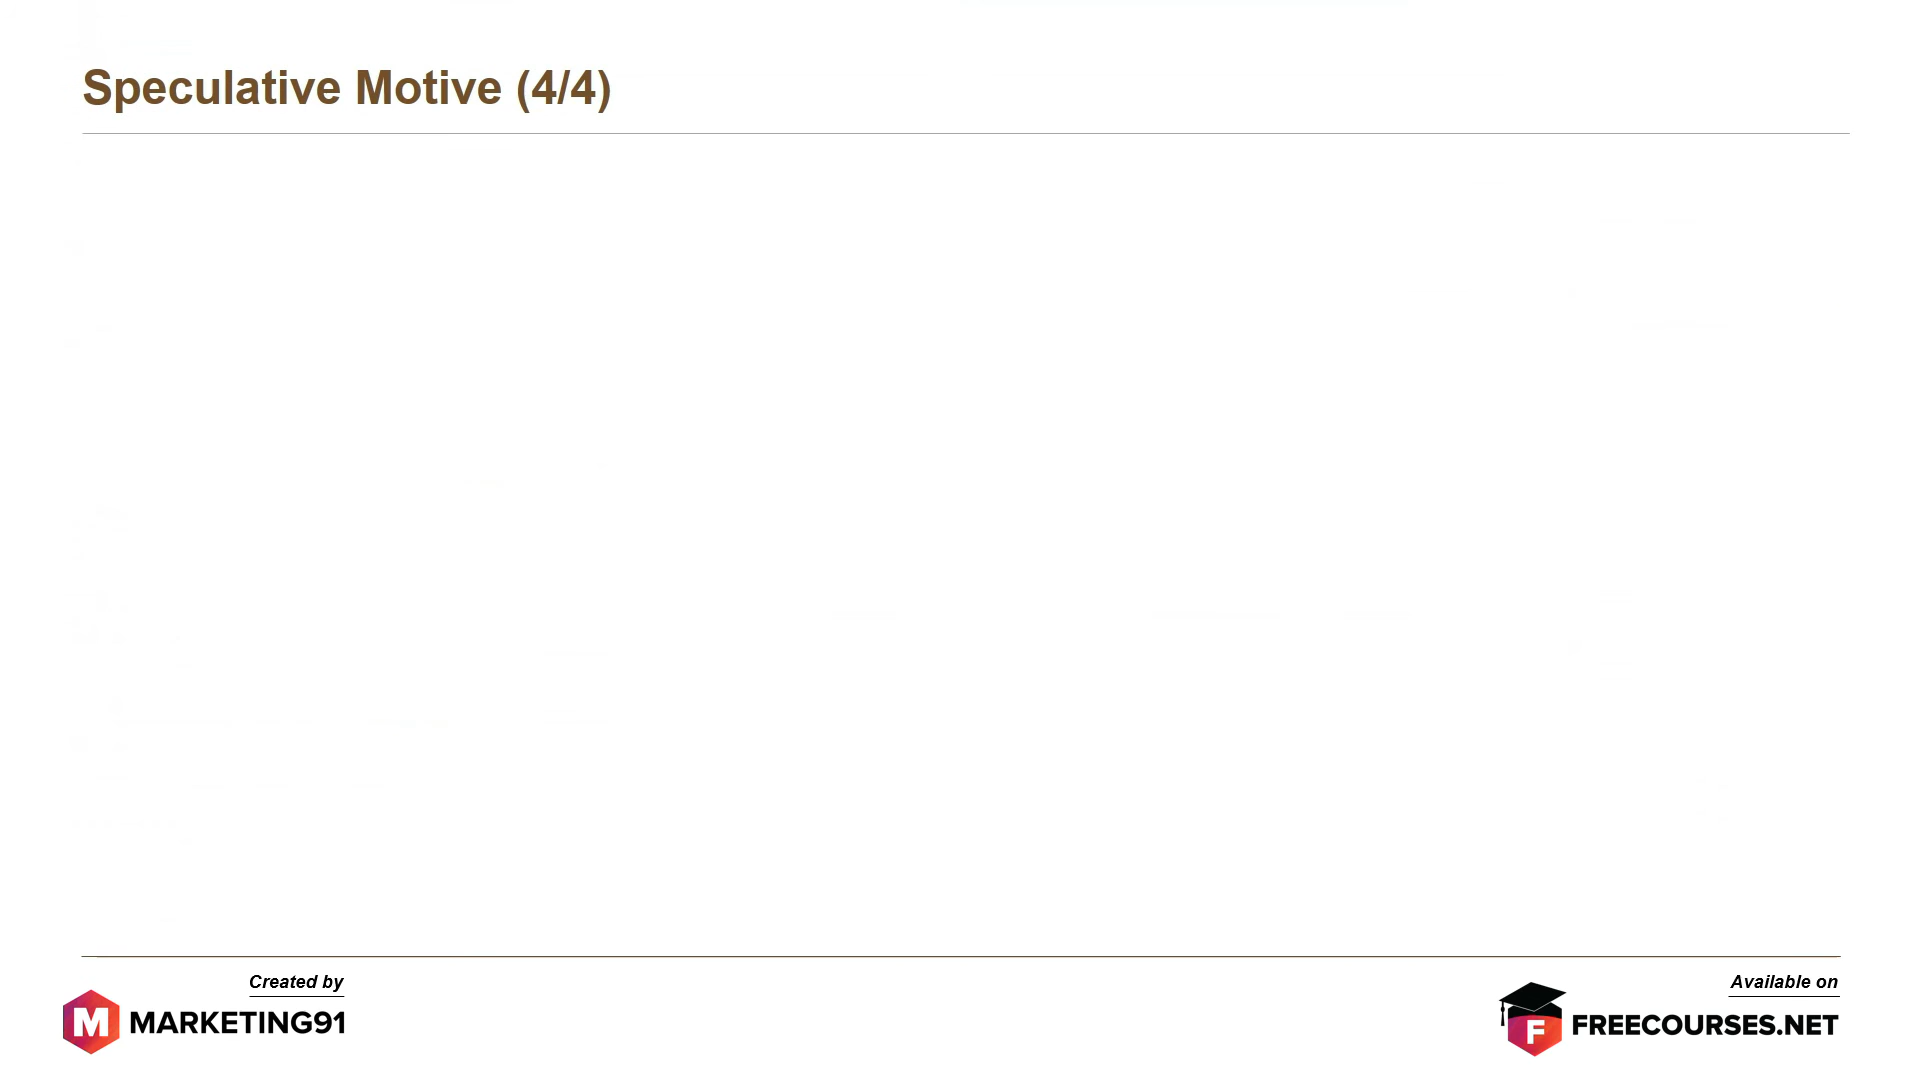 Speculative Motive (4/4)
Created by
M MARKETING91
Available on
F FREECOURSES.NET